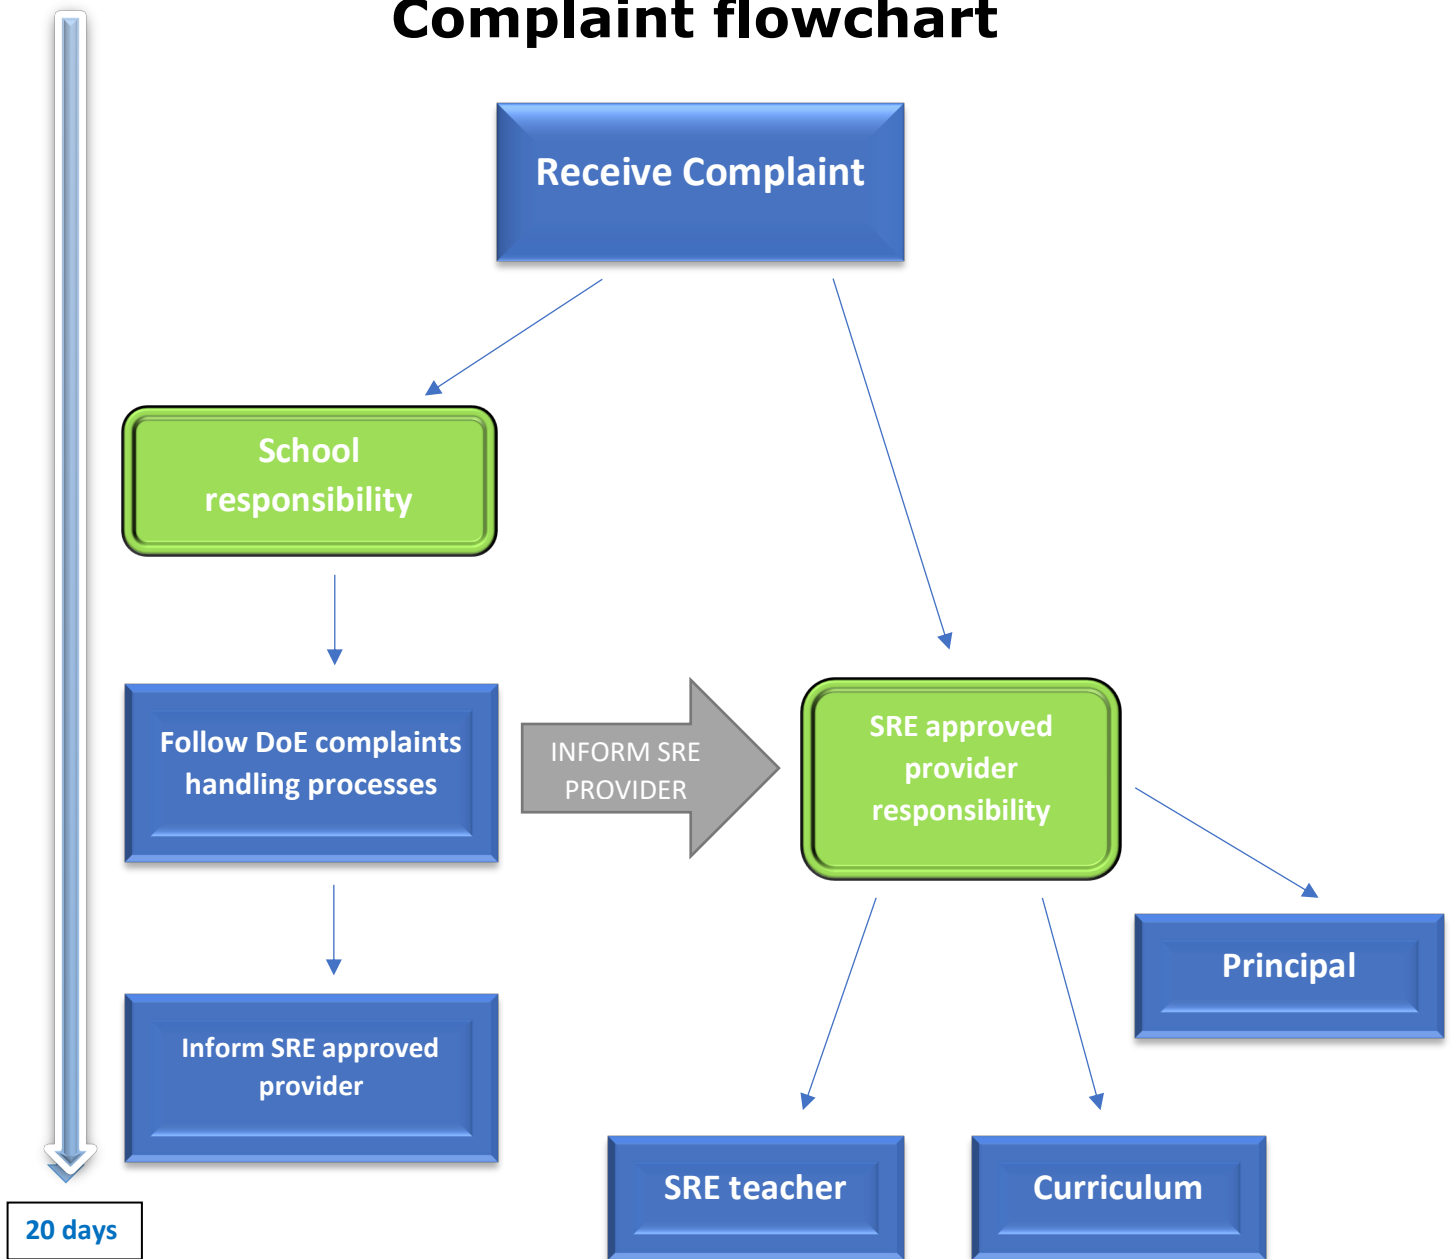 Complaint flowchart
Receive Complaint
School
responsibility
Follow DoE complaints
handling processes
INFORM SRE
PROVIDER
SRE approved
provider
responsibility
Principal
Inform SRE approved
provider
SRE teacher
Curriculum
20 days